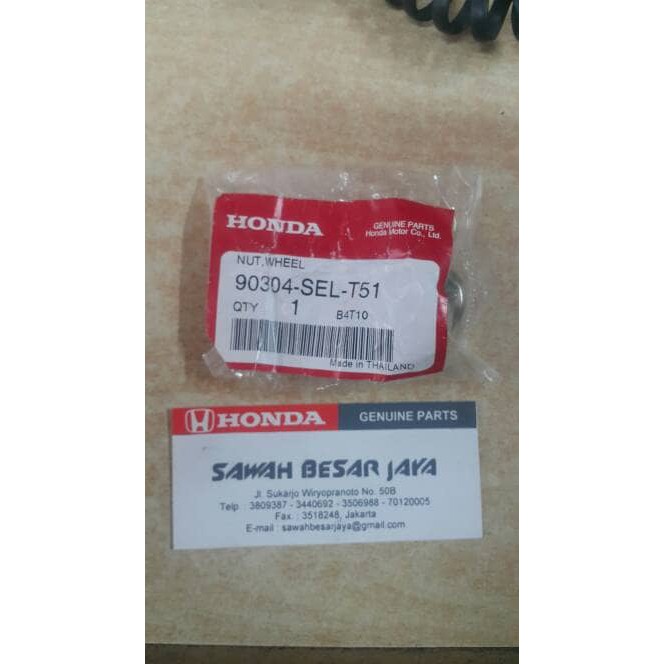 HONDA
GENUINE PARTS
Honda Motor Co., Ltd.
NUT,WHEEL
90304-SEL-T51
QTY 1 B4T10
Made in THAILAND
HONDA GENUINE PARTS
SAWAH BESAR JAYA
Jl. Sukarjo Wiryopranoto No. 50B
Telp : 3809387 - 3440692 - 3506988 - 70120005
Fax. : 3518248, Jakarta
E-mail : sawahbesarjaya@gmail.com